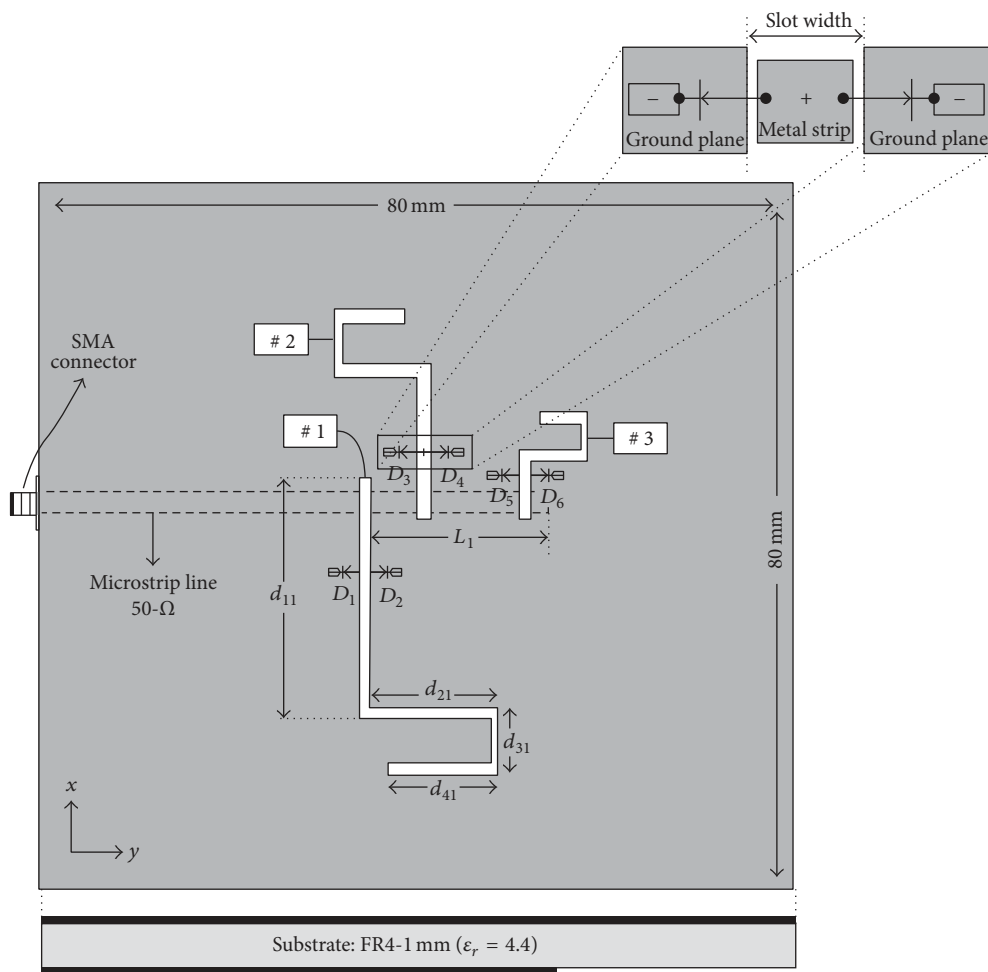 Slot width
− + −
Ground plane Metal strip Ground plane
80 mm
SMA
connector
# 2
# 1
# 3
D3 D4
D5 D6
L1
80 mm
Microstrip line
50-Ω
d11
D1 D2
d21
d31
d41
x
y
Substrate: FR4-1 mm (εr = 4.4)